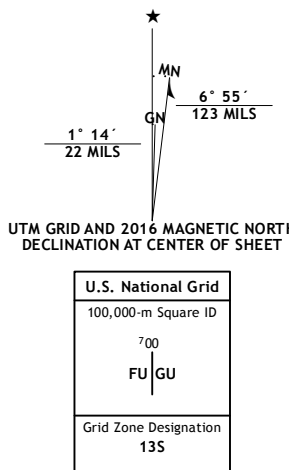 MN
GN
6° 55´
123 MILS
1° 14´
22 MILS
UTM GRID AND 2016 MAGNETIC NORTH
DECLINATION AT CENTER OF SHEET
U.S. National Grid
100,000-m Square ID
⁷00
FU GU
Grid Zone Designation
13S